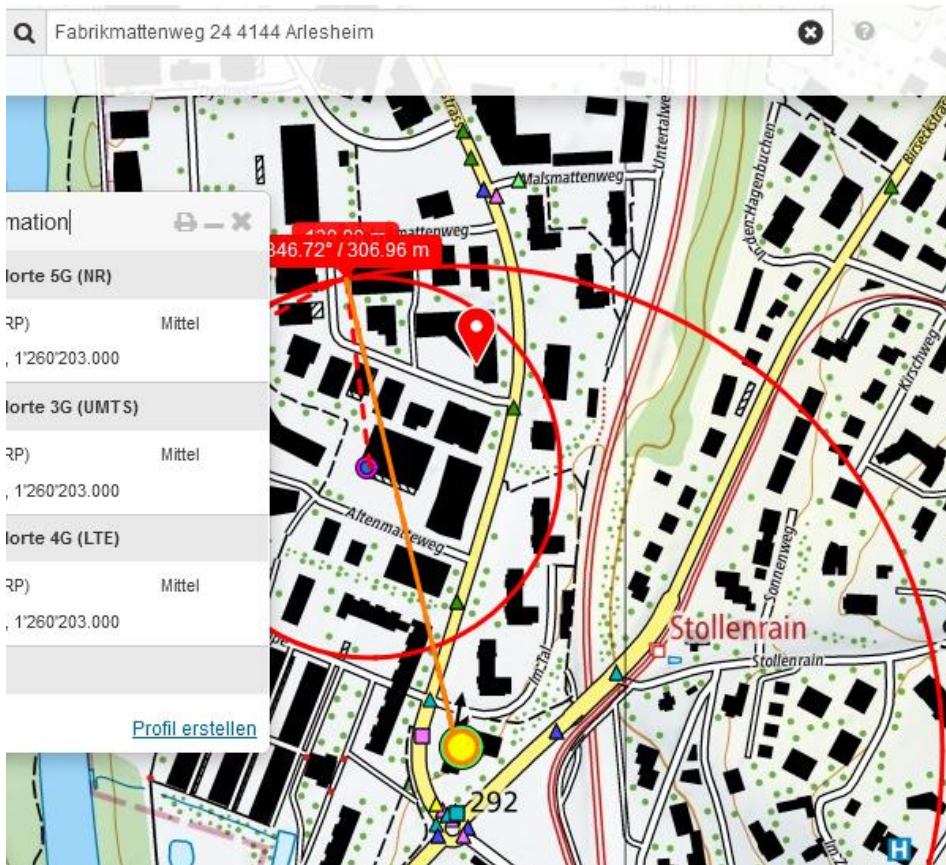 Fabrikmattenweg 24 4144 Arlesheim
Untertalweg
In den Hagenbuchen
Birseckstra
Malsmattenweg
mation
mattenweg
346.72° / 306.96 m
Kirschweg
lorte 5G (NR)
RP) Mittel
, 1'260'203.000
lorte 3G (UMTS)
RP) Mittel
, 1'260'203.000
Altenmatteweg
lorte 4G (LTE)
RP) Mittel
, 1'260'203.000
Sonnenweg
Stollenrain
Stollenrain
Im Tal
Profil erstellen
292
H